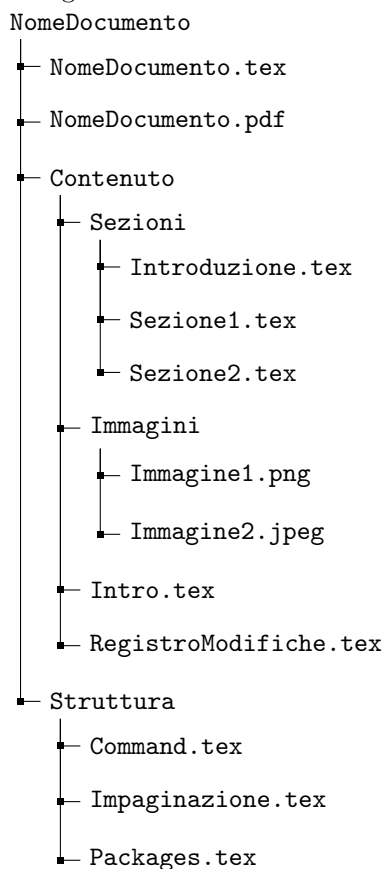 NomeDocumento
NomeDocumento.tex
NomeDocumento.pdf
Contenuto
Sezioni
Introduzione.tex
Sezione1.tex
Sezione2.tex
Immagini
Immagine1.png
Immagine2.jpeg
Intro.tex
RegistroModifiche.tex
Struttura
Command.tex
Impaginazione.tex
Packages.tex